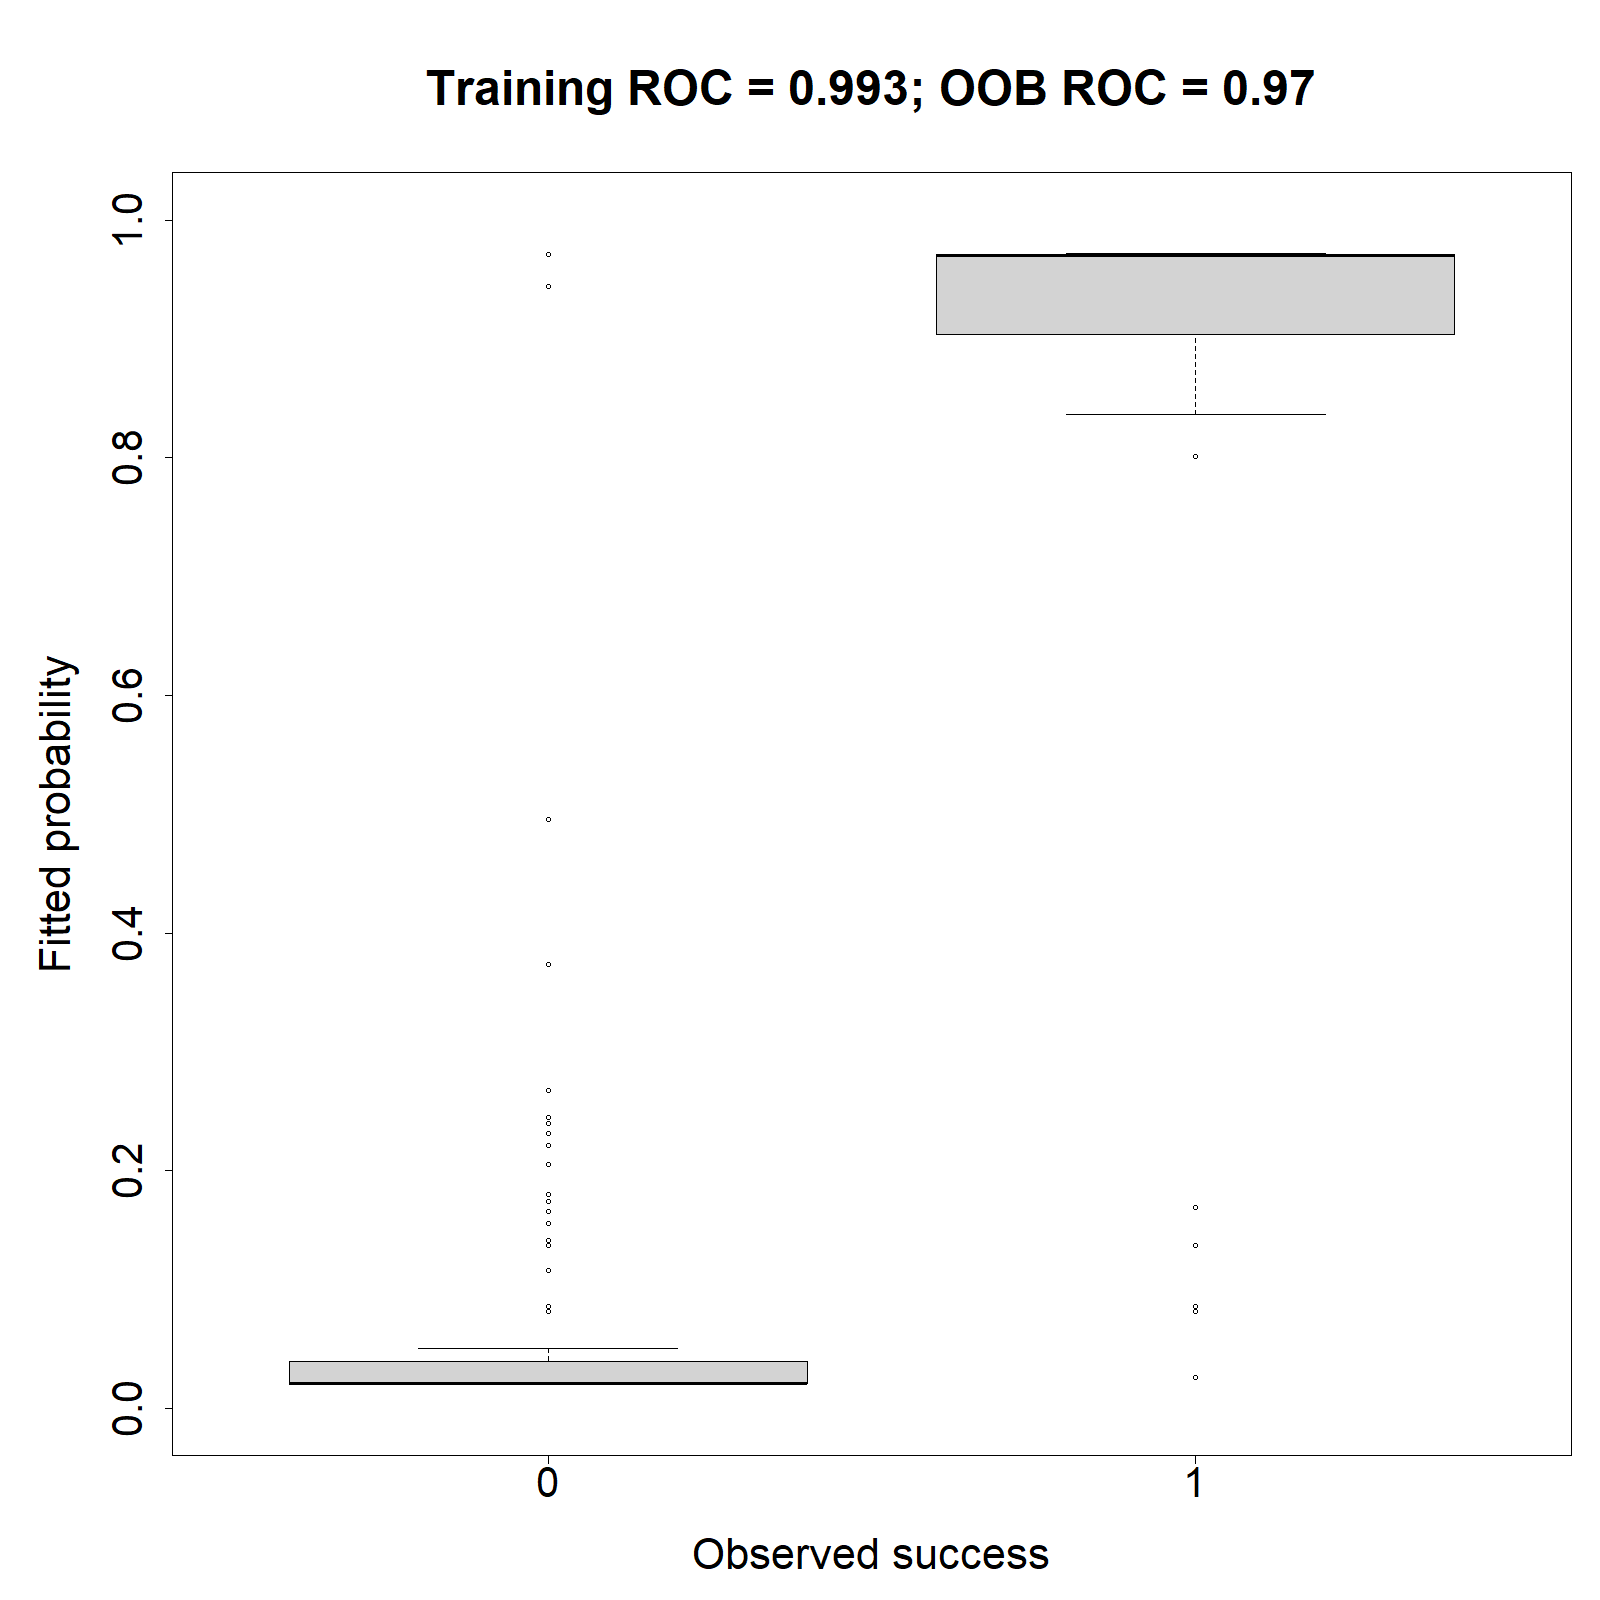 Training ROC = 0.993; OOB ROC = 0.97
1.0
0.8
0.6
0.4
0.2
0.0
Fitted probability
0 1
Observed success